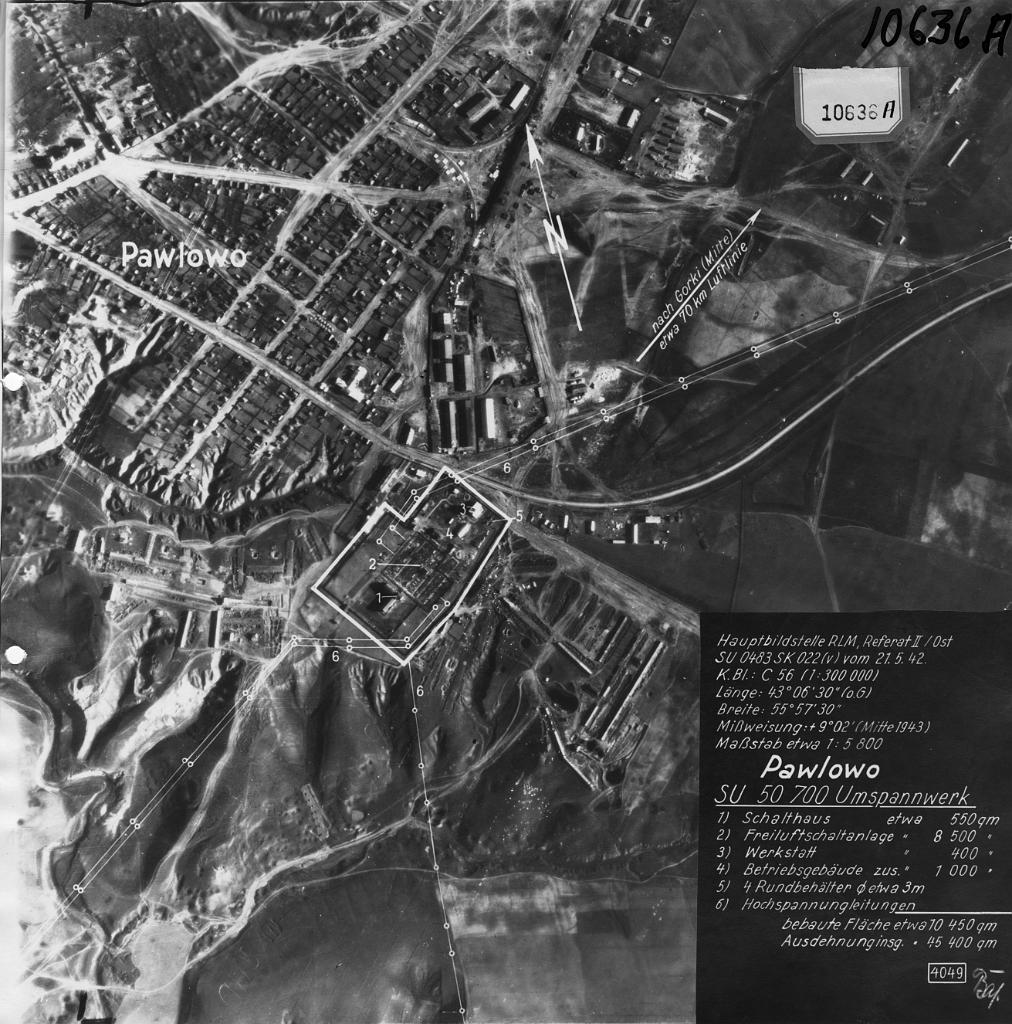 10636 A
10636 A
N
Pawlowo
nach Gorki (Mitte)
etwa 70 km Luftlinie
6
3
5
4
2
1
6
6
Hauptbildstelle RLM, Referat II / Ost
SU 0483 SK 022 (v) vom 21.5.42.
K.Bl.: C 56 (1:300 000)
Länge: 43° 06' 30" (ö.G)
Breite: 55° 57' 30"
Mißweisung: + 9° 02' (Mitte 1943)
Maßstab etwa 1: 5 800
Pawlowo
SU 50 700 Umspannwerk
1) Schalthaus etwa 550 qm
2) Freiluftschaltanlage " 8 500 "
3) Werkstatt " 400 "
4) Betriebsgebäude zus. " 1 000 "
5) 4 Rundbehälter ϕ etwa 3m
6) Hochspannungleitungen
bebaute Fläche etwa 10 450 qm
Ausdehnung insg. " 45 400 qm
4049